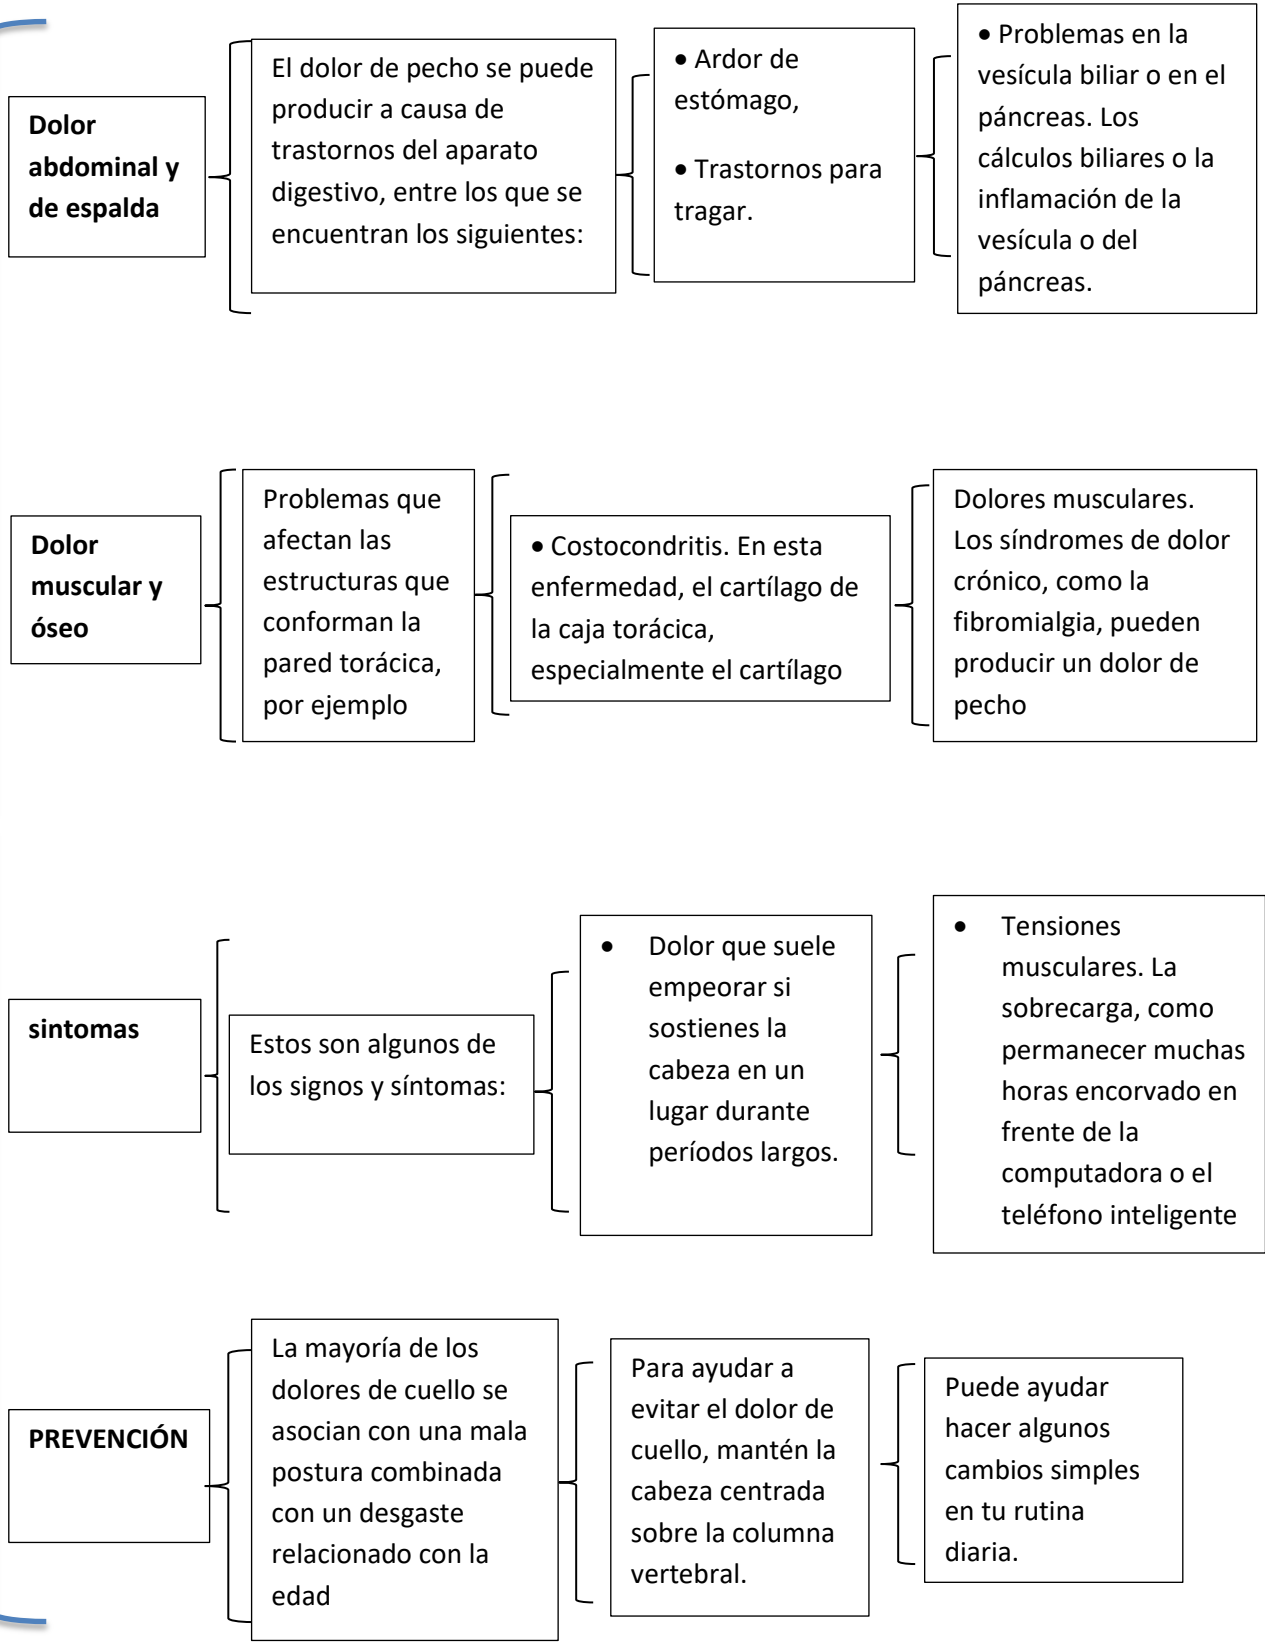 Dolor
abdominal y
de espalda
El dolor de pecho se puede
producir a causa de
trastornos del aparato
digestivo, entre los que se
encuentran los siguientes:
• Ardor de
estómago,
• Trastornos para
tragar.
• Problemas en la
vesícula biliar o en el
páncreas. Los
cálculos biliares o la
inflamación de la
vesícula o del
páncreas.
Dolor
muscular y
óseo
Problemas que
afectan las
estructuras que
conforman la
pared torácica,
por ejemplo
• Costocondritis. En esta
enfermedad, el cartílago de
la caja torácica,
especialmente el cartílago
Dolores musculares.
Los síndromes de dolor
crónico, como la
fibromialgia, pueden
producir un dolor de
pecho
sintomas
Estos son algunos de
los signos y síntomas:
• Dolor que suele
empeorar si
sostienes la
cabeza en un
lugar durante
períodos largos.
• Tensiones
musculares. La
sobrecarga, como
permanecer muchas
horas encorvado en
frente de la
computadora o el
teléfono inteligente
PREVENCIÓN
La mayoría de los
dolores de cuello se
asocian con una mala
postura combinada
con un desgaste
relacionado con la
edad
Para ayudar a
evitar el dolor de
cuello, mantén la
cabeza centrada
sobre la columna
vertebral.
Puede ayudar
hacer algunos
cambios simples
en tu rutina
diaria.